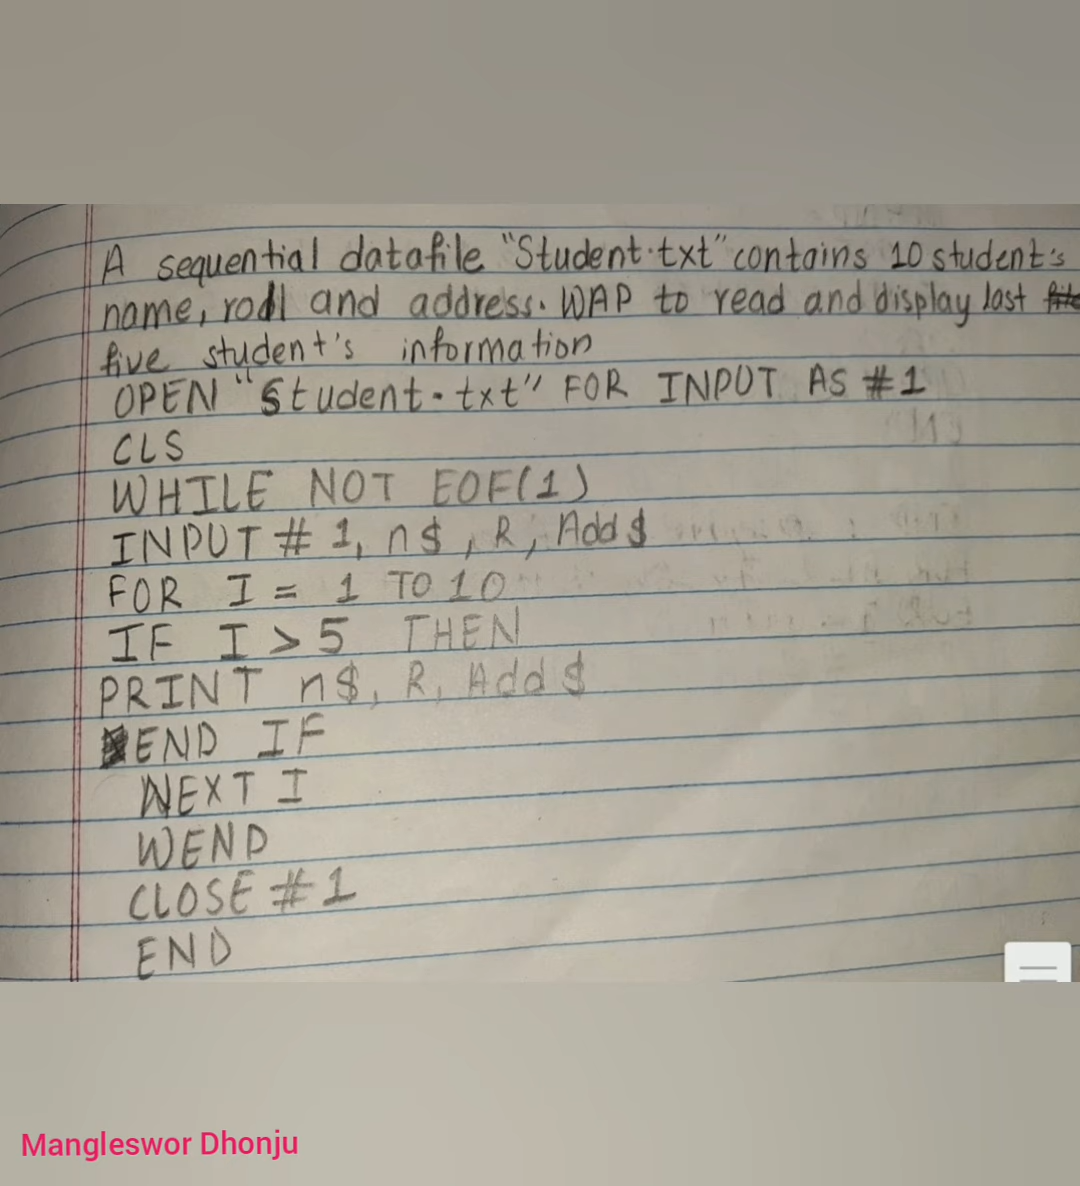 A sequential datafile "Student.txt" contains 10 student's
name, roll and address. WAP to read and display last
five student's information
OPEN "Student.txt" FOR INPUT AS #1
CLS
WHILE NOT EOF(1)
INPUT # 1, n$, R, Add$
FOR I = 1 TO 10
IF I > 5 THEN
PRINT n$, R, Add$
END IF
NEXT I
WEND
CLOSE #1
END
Mangleswor Dhonju